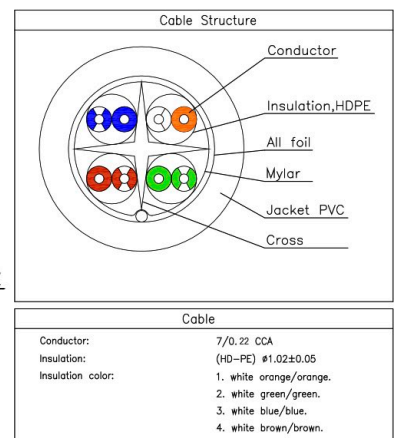 Cable Structure
Conductor
Insulation,HDPE
All foil
Mylar
Jacket PVC
Cross
Cable
Conductor: 7/0.22 CCA
Insulation: (HD-PE) ø1.02±0.05
Insulation color: 1. white orange/orange.
2. white green/green.
3. white blue/blue.
4. white brown/brown.